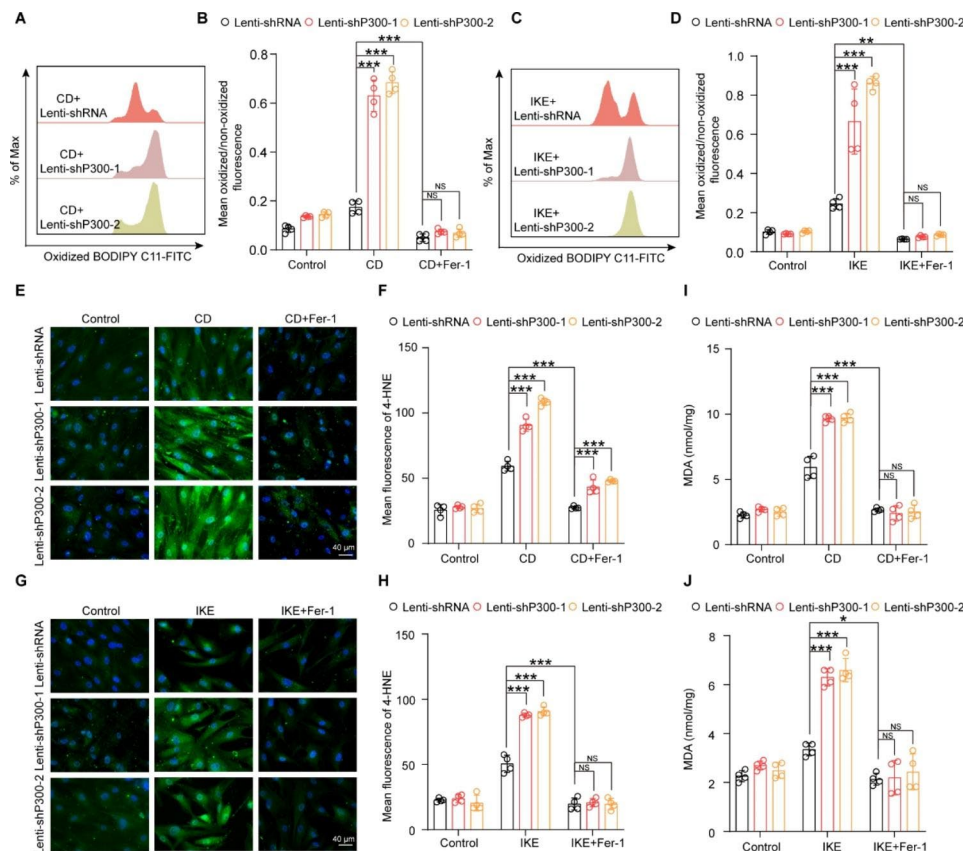 A
% of Max
CD+
Lenti-shRNA
CD+
Lenti-shP300-1
CD+
Lenti-shP300-2
Oxidized BODIPY C11-FITC
B
Lenti-shRNA Lenti-shP300-1 Lenti-shP300-2
Mean oxidized/non-oxidized
fluorescence
0.8
0.6
0.4
0.2
0.0
***
***
***
NS
NS
Control CD CD+Fer-1
C
% of Max
IKE+
Lenti-shRNA
IKE+
Lenti-shP300-1
IKE+
Lenti-shP300-2
Oxidized BODIPY C11-FITC
D
Lenti-shRNA Lenti-shP300-1 Lenti-shP300-2
Mean oxidized/non-oxidized
fluorescence
1.0
0.8
0.6
0.4
0.2
0.0
**
***
***
NS
NS
Control IKE IKE+Fer-1
E
Control CD CD+Fer-1
Lenti-shRNA
Lenti-shP300-1
Lenti-shP300-2
40 µm
F
Lenti-shRNA Lenti-shP300-1 Lenti-shP300-2
Mean fluorescence of 4-HNE
150
100
50
0
***
***
***
***
***
Control CD CD+Fer-1
I
Lenti-shRNA Lenti-shP300-1 Lenti-shP300-2
MDA (nmol/mg)
15
10
5
0
***
***
***
NS
NS
Control CD CD+Fer-1
G
Control IKE IKE+Fer-1
Lenti-shRNA
Lenti-shP300-1
Lenti-shP300-2
40 µm
H
Lenti-shRNA Lenti-shP300-1 Lenti-shP300-2
Mean fluorescence of 4-HNE
150
100
50
0
***
***
***
NS
NS
Control IKE IKE+Fer-1
J
Lenti-shRNA Lenti-shP300-1 Lenti-shP300-2
MDA (nmol/mg)
8
6
4
2
0
*
***
***
NS
NS
Control IKE IKE+Fer-1